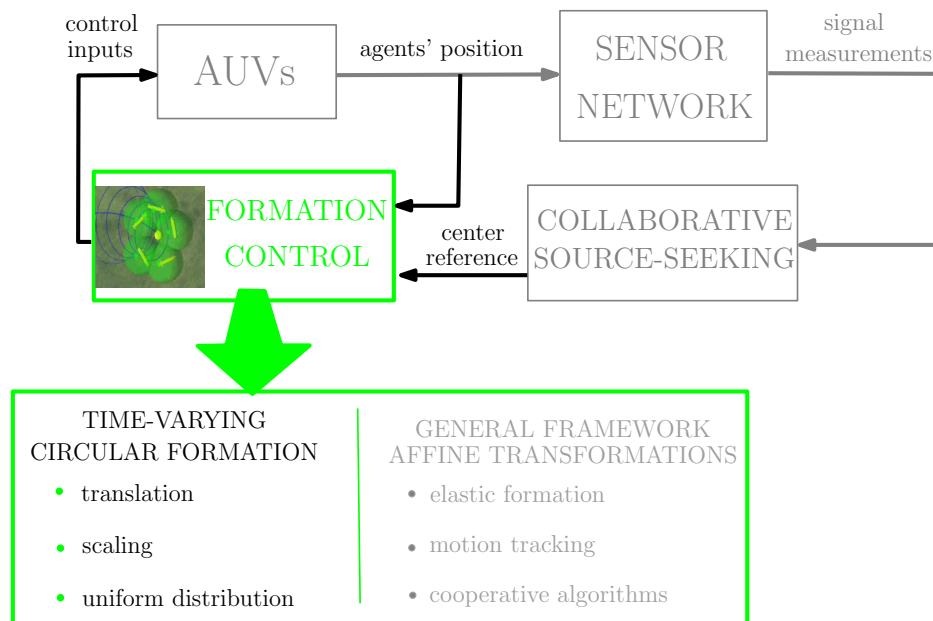 control
inputs
AUVs
agents' position
SENSOR
NETWORK
signal
measurements
FORMATION
CONTROL
center
reference
COLLABORATIVE
SOURCE-SEEKING
TIME-VARYING
CIRCULAR FORMATION
• translation
• scaling
• uniform distribution
GENERAL FRAMEWORK
AFFINE TRANSFORMATIONS
• elastic formation
• motion tracking
• cooperative algorithms